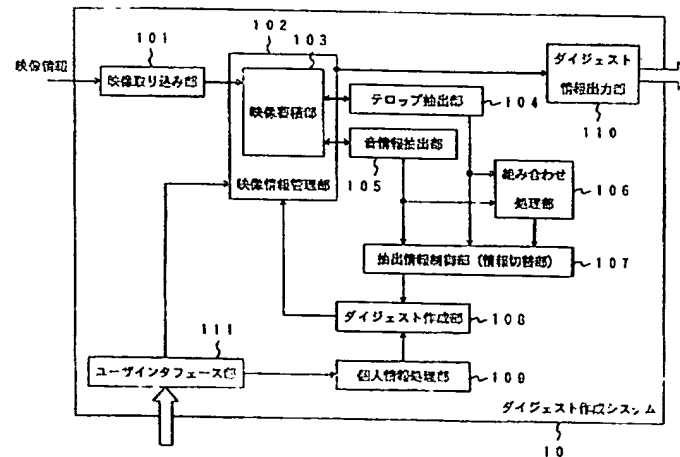 映像情報
101
映像取り込み部
102
103
映像蓄積部
映像情報管理部
テロップ抽出部
104
音情報抽出部
105
ダイジェスト
情報出力部
110
組み合わせ
処理部
106
抽出情報制御部（情報切替部）
107
ダイジェスト作成部
108
個人情報処理部
109
111
ユーザインタフェース部
ダイジェスト作成システム
10